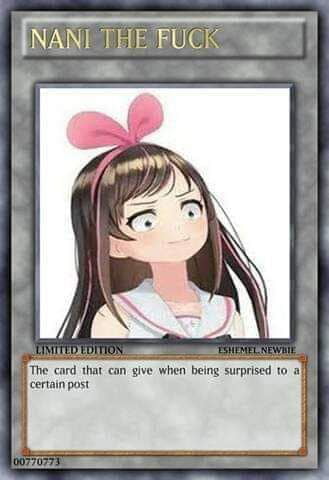 NANI THE FUCK
LIMITED EDITION ESHEMEL.NEWBIE
The card that can give when being surprised to a
certain post
00770773